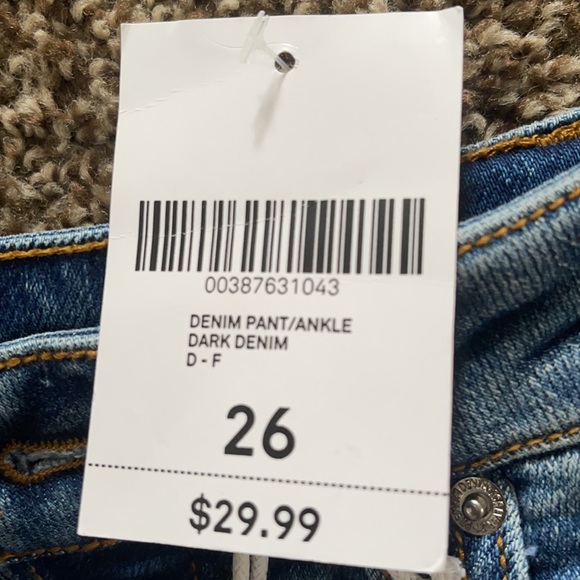 00387631043
DENIM PANT/ANKLE
DARK DENIM
D - F
26
$29.99